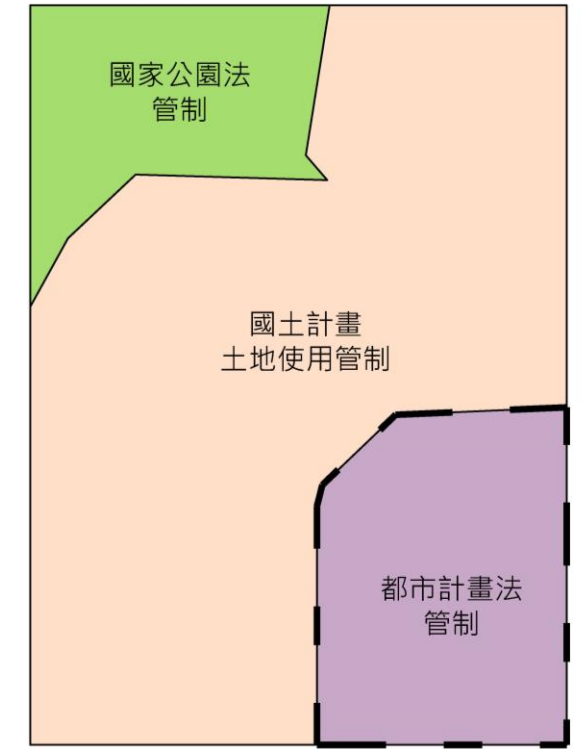 國家公園法
管制
國土計畫
土地使用管制
都市計畫法
管制